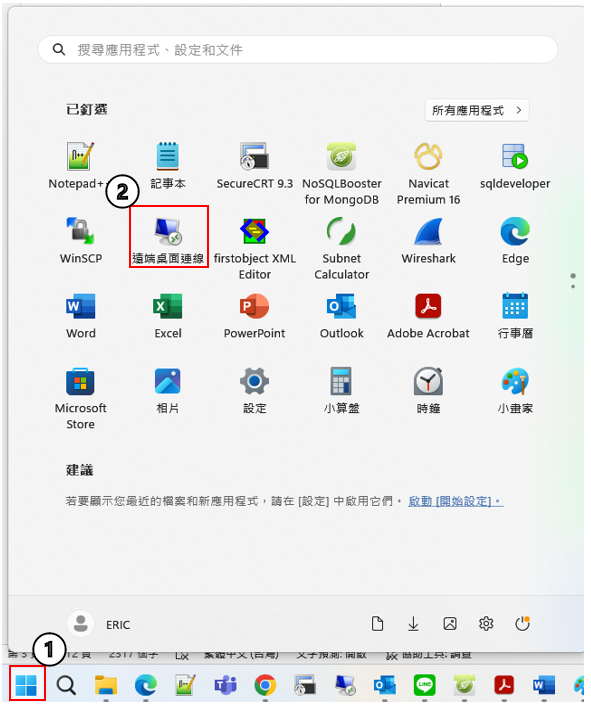 搜尋應用程式、設定和文件
已釘選
所有應用程式 >
Notepad+
②
記事本
SecureCRT 9.3
NoSQLBooster
for MongoDB
Navicat
Premium 16
sqldeveloper
WinSCP
遠端桌面連線
firstobject XML
Editor
Subnet
Calculator
Wireshark
Edge
Word
Excel
PowerPoint
Outlook
Adobe Acrobat
行事曆
Microsoft
Store
相片
設定
小算盤
時鐘
小畫家
建議
若要顯示您最近的檔案和新應用程式，請在 [設定] 中啟用它們。 啟動 [開始設定]。
ERIC
①
12 頁 2317 個字 繁體中文 (台灣) 文字預測: 開啟 協助工具: 調查